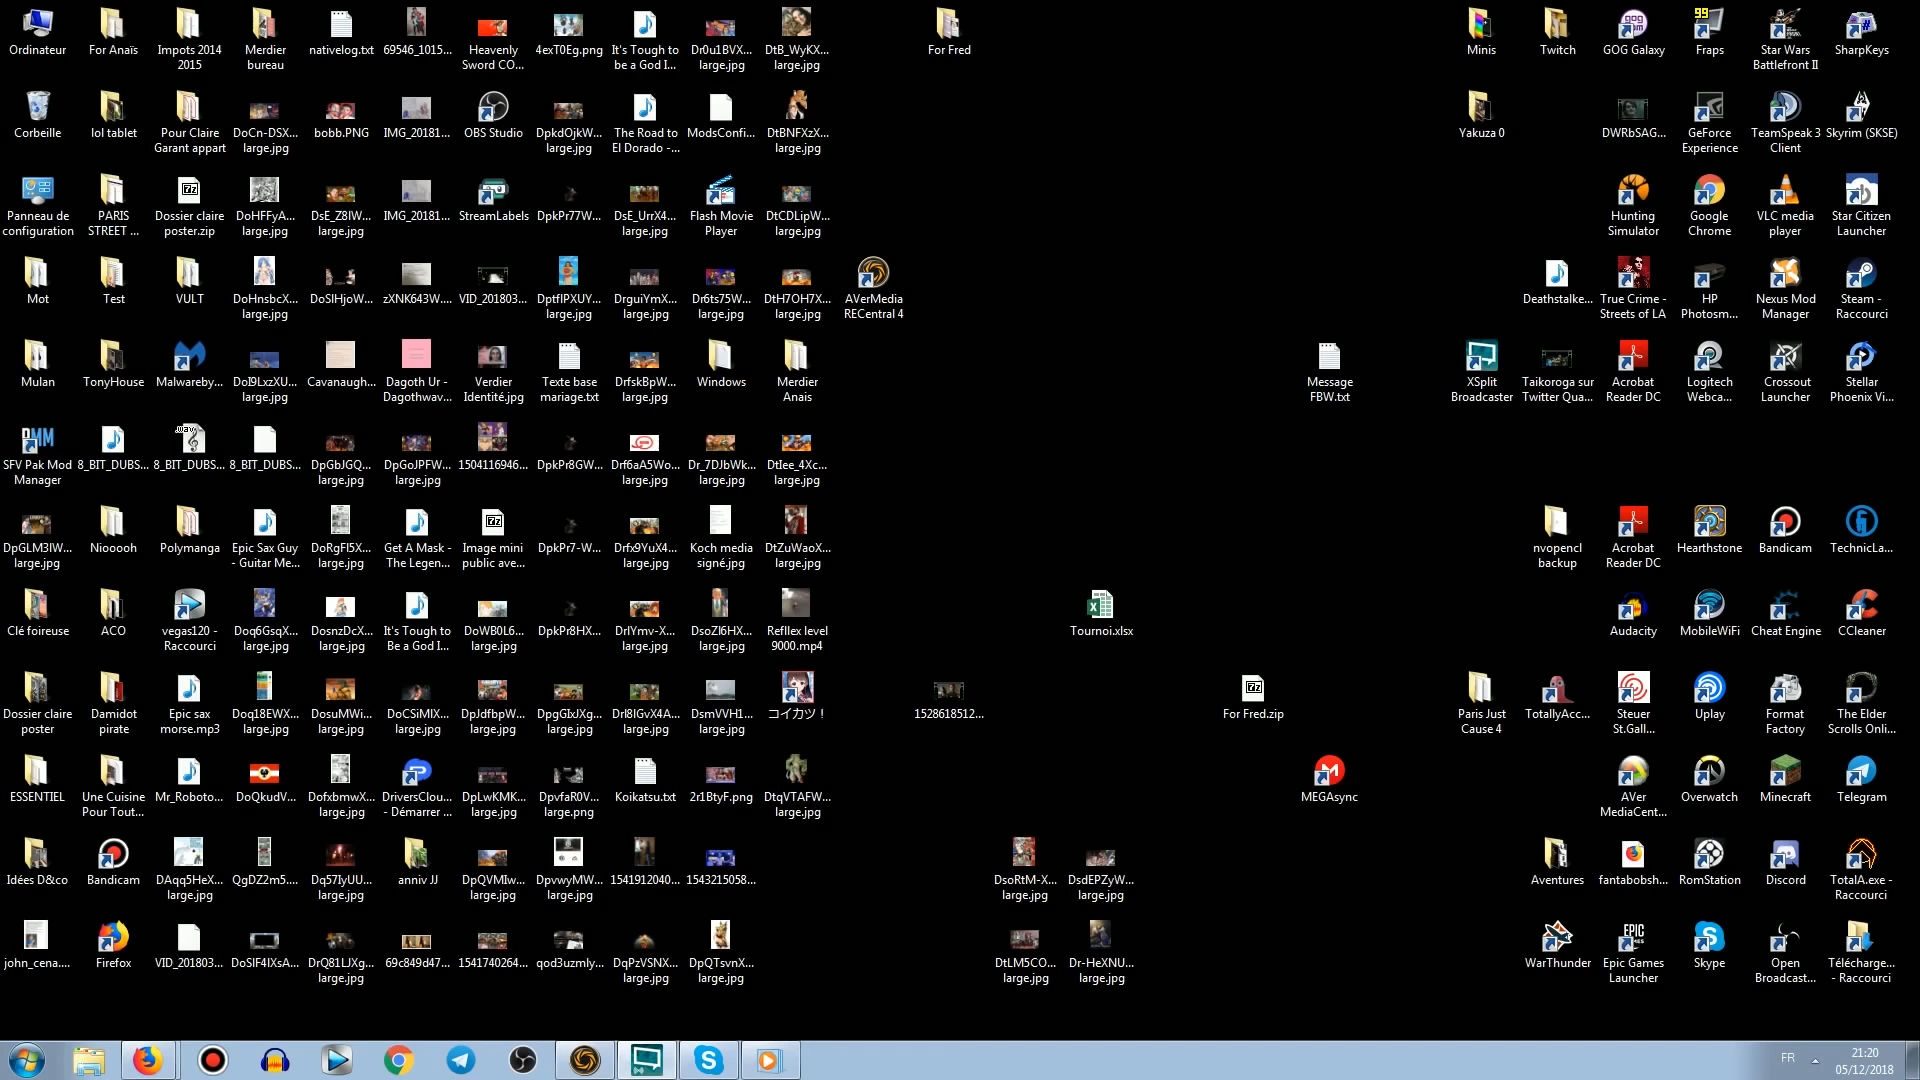 Ordinateur
For Anaïs
Impots 2014
2015
Merdier
bureau
nativelog.txt
69546_1015...
Heavenly
Sword CO...
4exT0Eg.png
It's Tough to
be a God I...
Dr0u1BVX...
large.jpg
DtB_WyKX...
large.jpg
For Fred
Minis
Twitch
GOG Galaxy
99
Fraps
Star Wars
Battlefront II
SharpKeys
Corbeille
lol tablet
Pour Claire
Garant appart
DoCn-DSX...
large.jpg
bobb.PNG
IMG_20181...
OBS Studio
DpkdOjkW...
large.jpg
The Road to
El Dorado -...
ModsConfi...
DtBNFXzX...
large.jpg
Yakuza 0
DWRbSAG...
GeForce
Experience
TeamSpeak 3
Client
Skyrim (SKSE)
Panneau de
configuration
PARIS
STREET ...
Dossier claire
poster.zip
DoHFFyA...
large.jpg
DsE_Z8IW...
large.jpg
IMG_20181...
StreamLabels
DpkPr77W...
large.jpg
DsE_UrrX4...
large.jpg
Flash Movie
Player
DtCDLipW...
large.jpg
Hunting
Simulator
Google
Chrome
VLC media
player
Star Citizen
Launcher
Mot
Test
VULT
DoHnsbcX...
large.jpg
DoSIHjoW...
large.jpg
zXNK643W....
large.jpg
VID_201803...
DptflPXUY...
large.jpg
DrguiYmX...
large.jpg
Dr6ts75W...
large.jpg
DtH7OH7X...
large.jpg
AVerMedia
RECentral 4
Deathstalke...
True Crime -
Streets of LA
HP
Photosm...
Nexus Mod
Manager
Steam -
Raccourci
Mulan
TonyHouse
Malwareby...
DoI9LxzXU...
large.jpg
Cavanaugh...
Dagoth Ur -
Dagothwav...
Verdier
Identité.jpg
Texte base
mariage.txt
DrfskBpW...
large.jpg
Windows
Merdier
Anais
Message
FBW.txt
XSplit
Broadcaster
Taikoroga sur
Twitter Qua...
Acrobat
Reader DC
Logitech
Webca...
Crossout
Launcher
Stellar
Phoenix Vi...
SFV Pak Mod
Manager
8_BIT_DUBS...
8_BIT_DUBS...
8_BIT_DUBS...
DpGbJGQ...
large.jpg
DpGoJPFW...
large.jpg
1504116946...
DpkPr8GW...
large.jpg
Drf6aA5Wo...
large.jpg
Dr_7DJbWk...
large.jpg
DtIee_4Xc...
large.jpg
DpGLM3IW...
large.jpg
Niooooh
Polymanga
Epic Sax Guy
- Guitar Me...
DoRgFI5X...
large.jpg
Get A Mask -
The Legen...
Image mini
public ave...
DpkPr7-W...
large.jpg
Drfx9YuX4...
large.jpg
Koch media
signé.jpg
DtZuWaoX...
large.jpg
nvopencl
backup
Acrobat
Reader DC
Hearthstone
Bandicam
TechnicLa...
Clé foireuse
ACO
vegas120 -
Raccourci
Doq6GsqX...
large.jpg
DosnzDcX...
large.jpg
It's Tough to
Be a God I...
DoWB0L6...
large.jpg
DpkPr8HX...
large.jpg
DrIYmv-X...
large.jpg
DsoZI6HX...
large.jpg
Refllex level
9000.mp4
Tournoi.xlsx
Audacity
MobileWiFi
Cheat Engine
CCleaner
Dossier claire
poster
Damidot
pirate
Epic sax
morse.mp3
Doq18EWX...
large.jpg
DosuMWi...
large.jpg
DoCSiMIX...
large.jpg
DpJdfbpW...
large.jpg
DpgGIxJXg...
large.jpg
DrI8IGvX4A...
large.jpg
DsmVVH1...
large.jpg
コイカツ！
1528618512...
For Fred.zip
Paris Just
Cause 4
TotallyAcc...
Steuer
St.Gall...
Uplay
Format
Factory
The Elder
Scrolls Onli...
ESSENTIEL
Une Cuisine
Pour Tout...
Mr_Roboto...
DoQkudV...
DofxbmwX...
large.jpg
DriversClou...
- Démarrer ...
DpLwKMK...
large.jpg
DpvfaR0V...
large.png
Koikatsu.txt
2r1BtyF.png
DtqVTAFW...
large.jpg
MEGAsync
AVer
MediaCent...
Overwatch
Minecraft
Telegram
Idées D&co
Bandicam
DAqq5HeX...
large.jpg
QgDZ2m5....
Dq57IyUU...
large.jpg
anniv JJ
DpQVMIw...
large.jpg
DpvwyMW...
large.jpg
1541912040...
1543215058...
DsoRtM-X...
large.jpg
DsdEPZyW...
large.jpg
Aventures
fantabobsh...
RomStation
Discord
TotalA.exe -
Raccourci
john_cena....
Firefox
VID_201803...
DoSIF4IXsA...
DrQ81LJXg...
large.jpg
69c849d47...
1541740264...
qod3uzmly...
DqPzVSNX...
large.jpg
DpQTsvnX...
large.jpg
DtLM5CO...
large.jpg
Dr-HeXNU...
large.jpg
WarThunder
Epic Games
Launcher
Skype
Open
Broadcast...
Télécharge...
- Raccourci
FR
21:20
05/12/2018